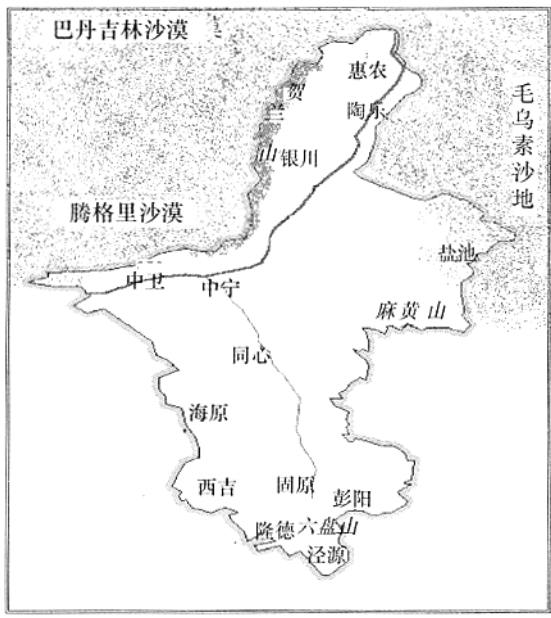 巴丹吉林沙漠
惠农
贺兰山
陶乐
毛乌素沙地
银川
腾格里沙漠
盐池
中卫
中宁
麻黄山
同心
海原
西吉
固原
彭阳
隆德
六盘山
泾源